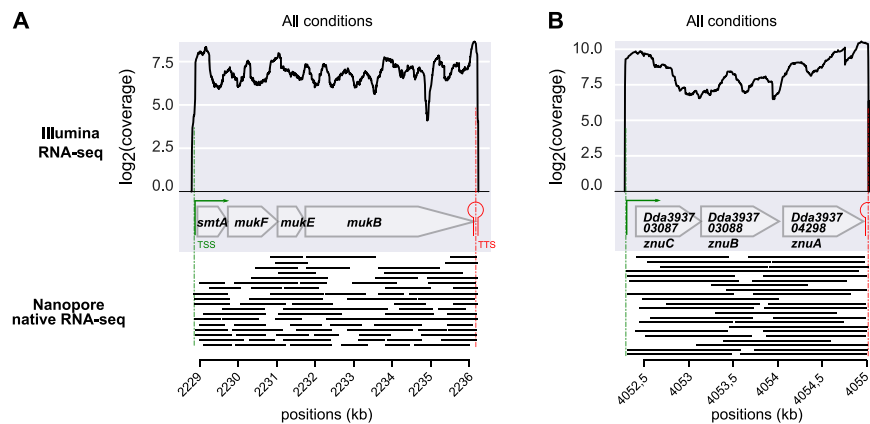 A
All conditions
7.5
5.0
2.5
0.0
log2(coverage)
Illumina
RNA-seq
smtA
mukF
mukE
mukB
TSS
TTS
Nanopore
native RNA-seq
2229
2230
2231
2232
2233
2234
2235
2236
positions (kb)
B
All conditions
10.0
7.5
5.0
2.5
0.0
log2(coverage)
Dda3937
03087
znuC
Dda3937
03088
znuB
Dda3937
04298
znuA
4052,5
4053
4053,5
4054
4054,5
4055
positions (kb)